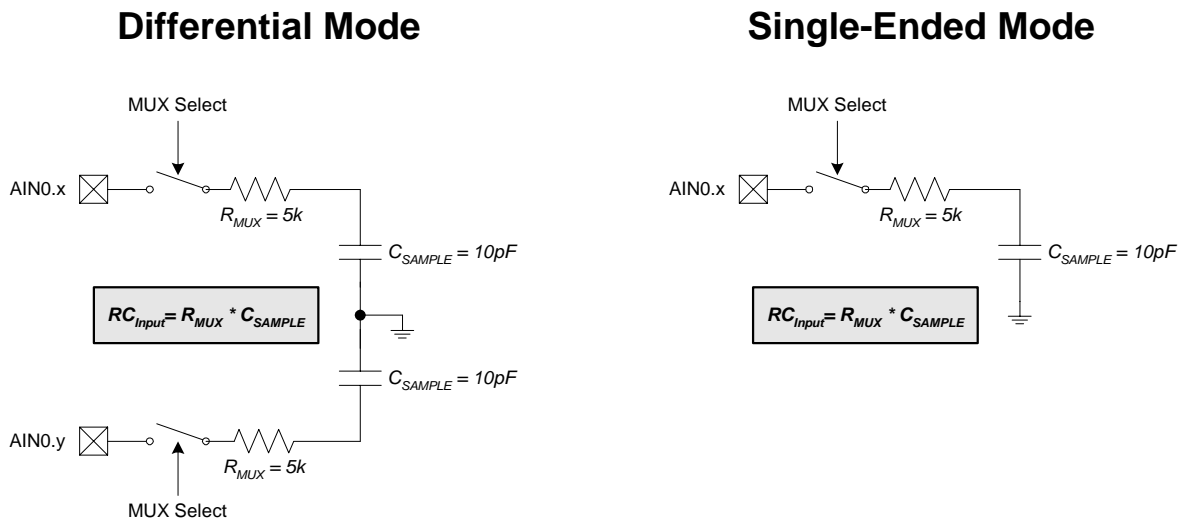 Differential Mode
MUX Select
AIN0.x
R_MUX = 5k
C_SAMPLE = 10pF
RC_Input= R_MUX * C_SAMPLE
C_SAMPLE = 10pF
AIN0.y
R_MUX = 5k
MUX Select
Single-Ended Mode
MUX Select
AIN0.x
R_MUX = 5k
C_SAMPLE = 10pF
RC_Input= R_MUX * C_SAMPLE